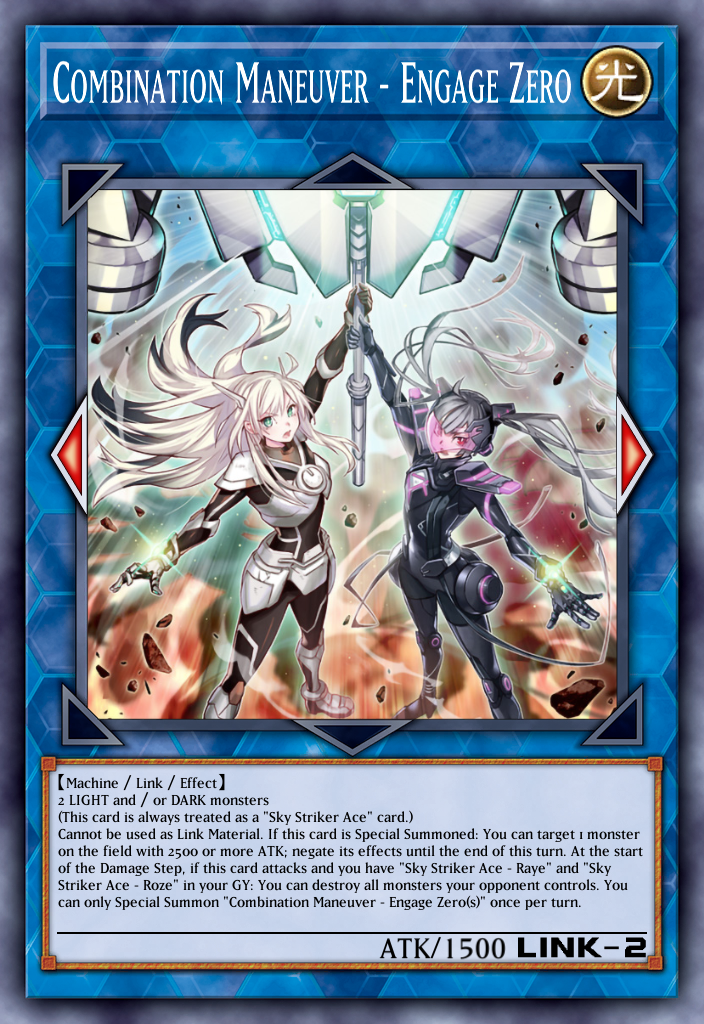 Combination Maneuver - Engage Zero
光
【Machine / Link / Effect】
2 LIGHT and / or DARK monsters
(This card is always treated as a "Sky Striker Ace" card.)
Cannot be used as Link Material. If this card is Special Summoned: You can target 1 monster
on the field with 2500 or more ATK; negate its effects until the end of this turn. At the start
of the Damage Step, if this card attacks and you have "Sky Striker Ace - Raye" and "Sky
Striker Ace - Roze" in your GY: You can destroy all monsters your opponent controls. You
can only Special Summon "Combination Maneuver - Engage Zero(s)" once per turn.
ATK/1500 LINK-2